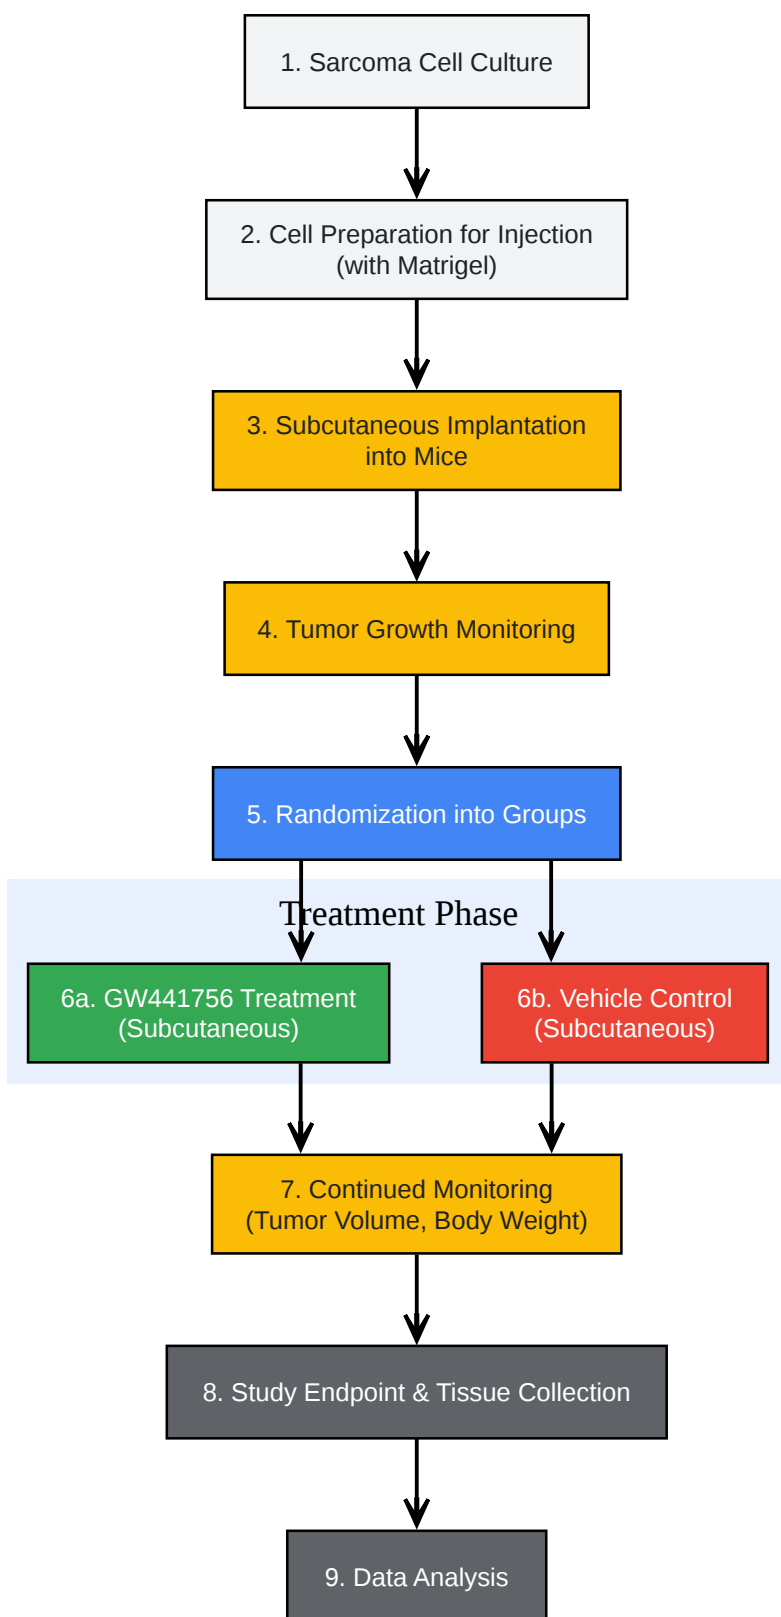 1. Sarcoma Cell Culture
2. Cell Preparation for Injection
(with Matrigel)
3. Subcutaneous Implantation
into Mice
4. Tumor Growth Monitoring
5. Randomization into Groups
Treatment Phase
6a. GW441756 Treatment
(Subcutaneous)
6b. Vehicle Control
(Subcutaneous)
7. Continued Monitoring
(Tumor Volume, Body Weight)
8. Study Endpoint & Tissue Collection
9. Data Analysis